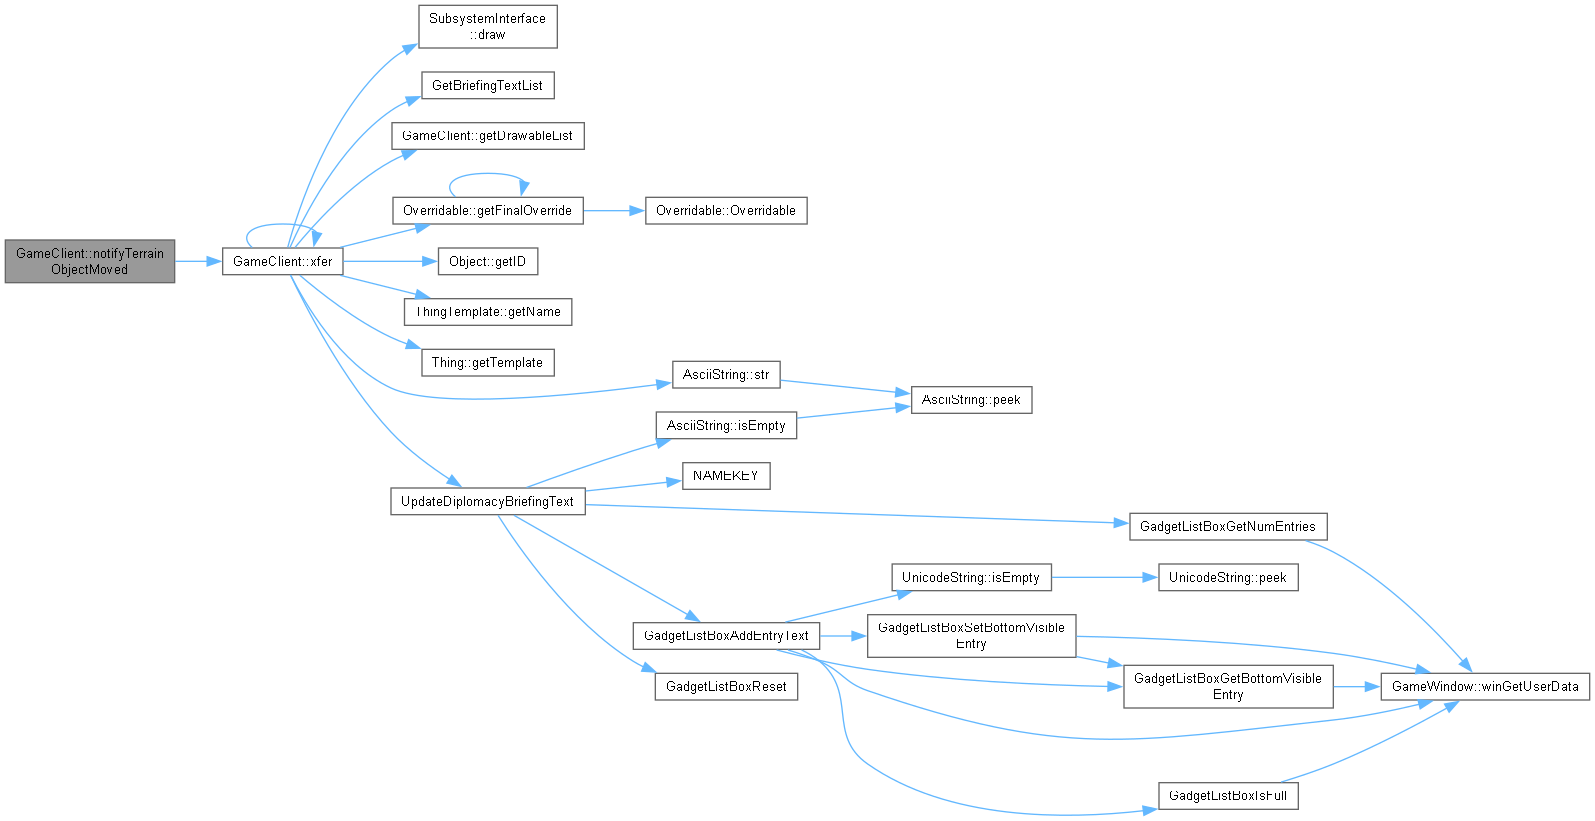 SubsystemInterface
::draw
GetBriefingTextList
GameClient::getDrawableList
Overridable::getFinalOverride
Overridable::Overridable
GameClient::notifyTerrain
ObjectMoved
GameClient::xfer
Object::getID
ThingTemplate::getName
Thing::getTemplate
AsciiString::str
AsciiString::peek
AsciiString::isEmpty
NAMEKEY
UpdateDiplomacyBriefingText
GadgetListBoxGetNumEntries
UnicodeString::isEmpty
UnicodeString::peek
GadgetListBoxAddEntryText
GadgetListBoxSetBottomVisible
Entry
GadgetListBoxReset
GadgetListBoxGetBottomVisible
Entry
GameWindow::winGetUserData
GadgetListBoxIsFull